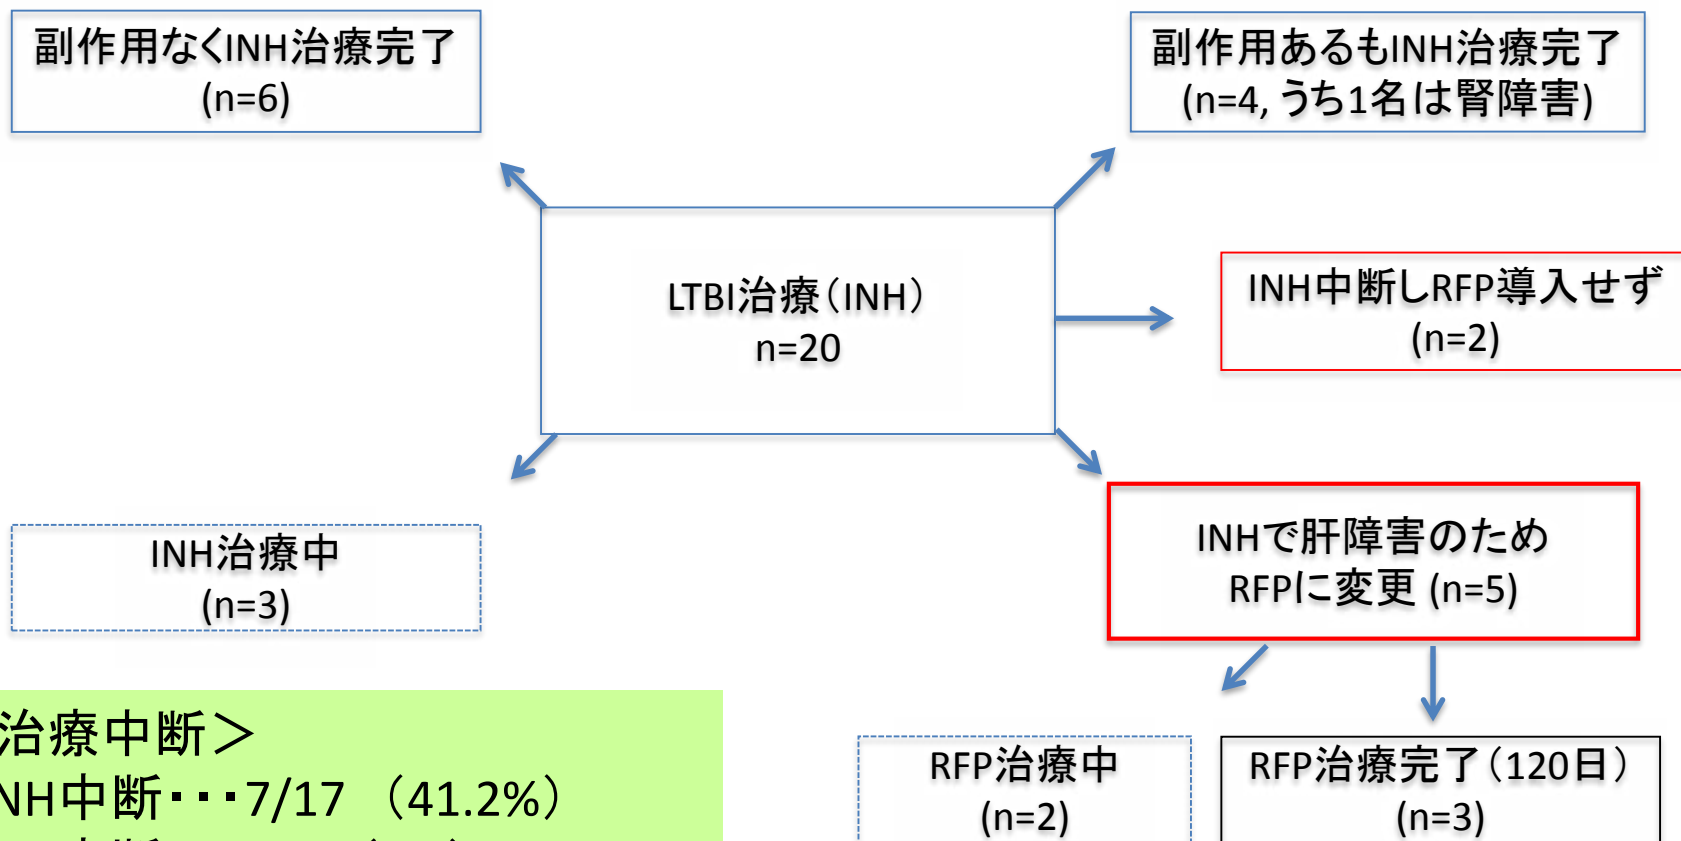 副作用なくINH治療完了
(n=6)
副作用あるもINH治療完了
(n=4, うち1名は腎障害)
LTBI治療（INH）
n=20
INH中断しRFP導入せず
(n=2)
INH治療中
(n=3)
INHで肝障害のため
RFPに変更 (n=5)
治療中断＞
NH中断・・・7/17 （41.2%）
RFP治療中
(n=2)
RFP治療完了（120日）
(n=3)